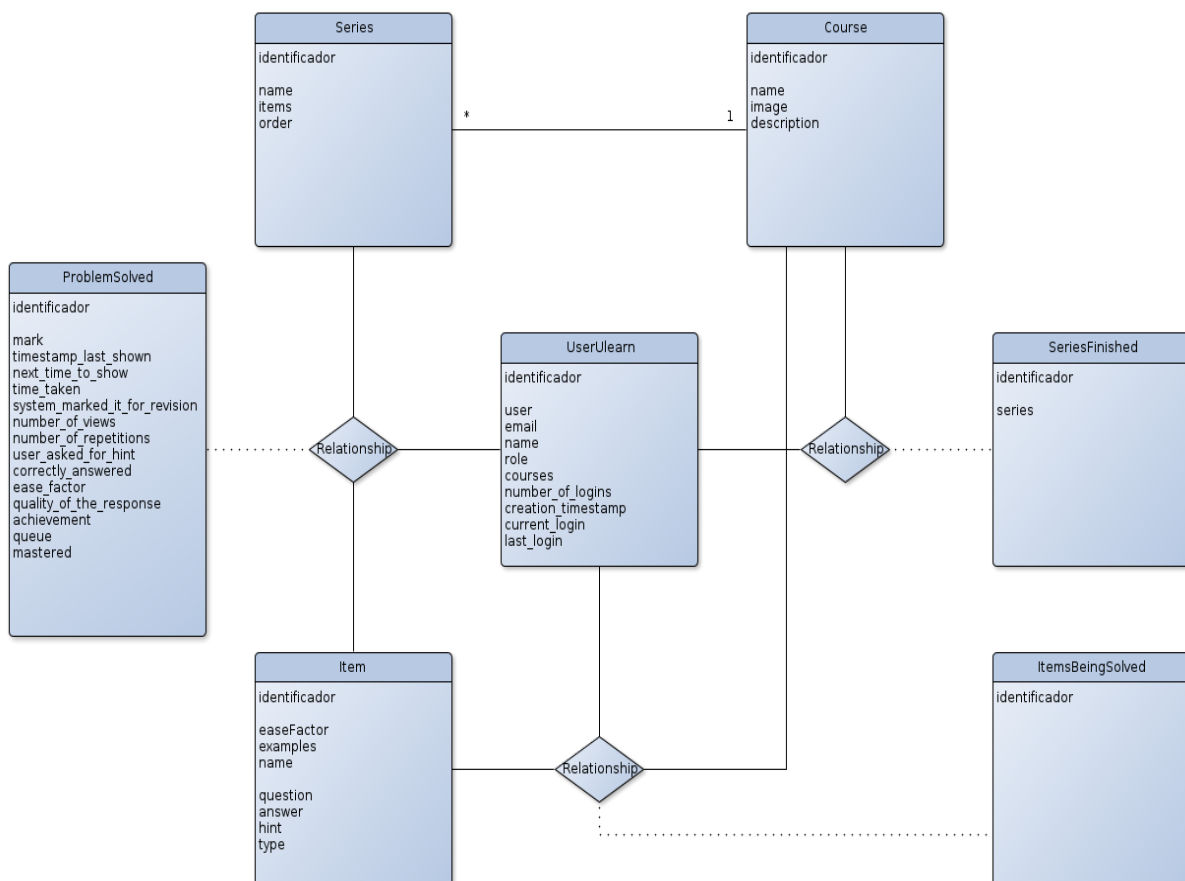 Series
identificador
name
items
order
*
1
Course
identificador
name
image
description
ProblemSolved
identificador
mark
timestamp_last_shown
next_time_to_show
time_taken
system_marked_it_for_revision
number_of_views
number_of_repetitions
user_asked_for_hint
correctly_answered
ease_factor
quality_of_the_response
achievement
queue
mastered
Relationship
UserUlearn
identificador
user
email
name
role
courses
number_of_logins
creation_timestamp
current_login
last_login
Relationship
SeriesFinished
identificador
series
Item
identificador
easeFactor
examples
name
question
answer
hint
type
Relationship
ItemsBeingSolved
identificador